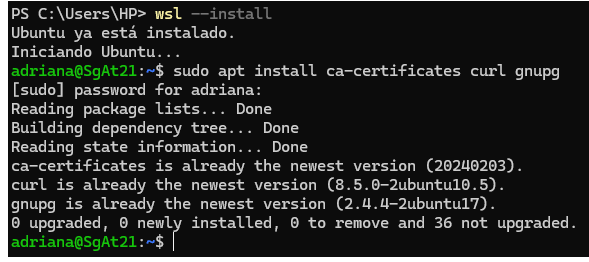 PS C:\Users\HP> wsl --install
Ubuntu ya está instalado.
Iniciando Ubuntu...
adriana@SgAt21:~$ sudo apt install ca-certificates curl gnupg
[sudo] password for adriana:
Reading package lists... Done
Building dependency tree... Done
Reading state information... Done
ca-certificates is already the newest version (20240203).
curl is already the newest version (8.5.0-2ubuntu10.5).
gnupg is already the newest version (2.4.4-2ubuntu17).
0 upgraded, 0 newly installed, 0 to remove and 36 not upgraded.
adriana@SgAt21:~$